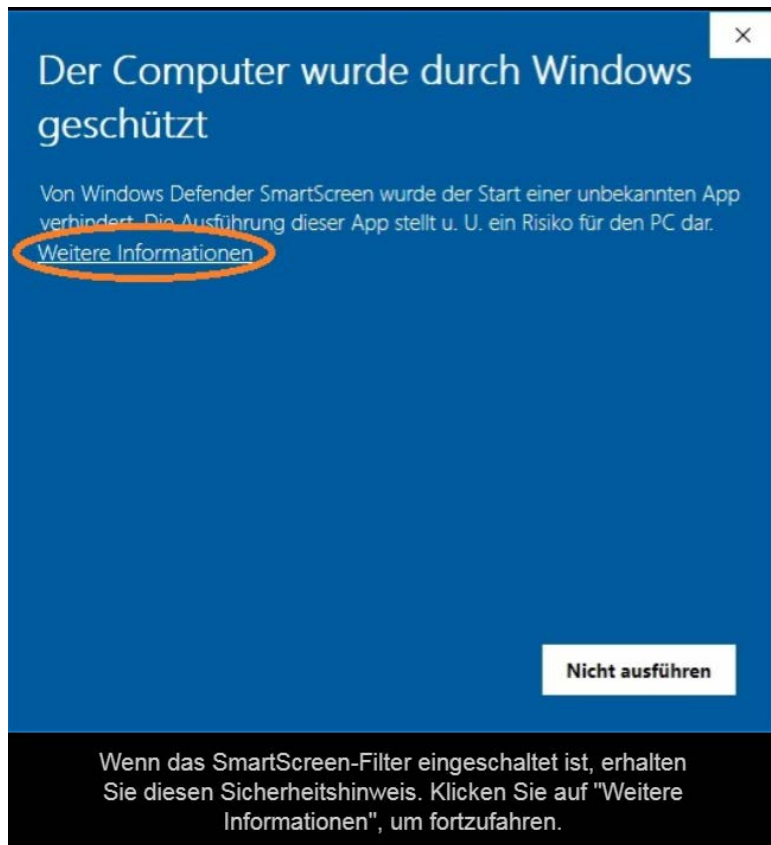 Der Computer wurde durch Windows
geschützt
Von Windows Defender SmartScreen wurde der Start einer unbekannten App
verhindert. Die Ausführung dieser App stellt u. U. ein Risiko für den PC dar.
Weitere Informationen
Nicht ausführen
Wenn das SmartScreen-Filter eingeschaltet ist, erhalten
Sie diesen Sicherheitshinweis. Klicken Sie auf "Weitere
Informationen", um fortzufahren.